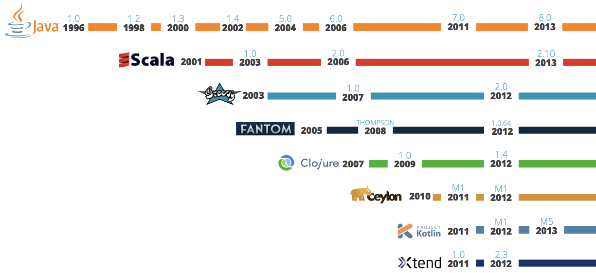 Java
1.0 1.2 1.3 1.4 5.0 6.0 7.0 8.0
1996 1998 2000 2002 2004 2006 2011 2013
Scala
1.0 2.0 2.10
2001 2003 2006 2013
Groovy
1.0 2.0
2003 2007 2012
FANTOM
THOMPSON 1.0.64
2005 2008 2012
Clojure
1.0 1.4
2007 2009 2012
Ceylon
M1 M1
2010 2011 2012
PROJECT
Kotlin
M1 M5
2011 2012 2013
Xtend
1.0 2.3
2011 2012